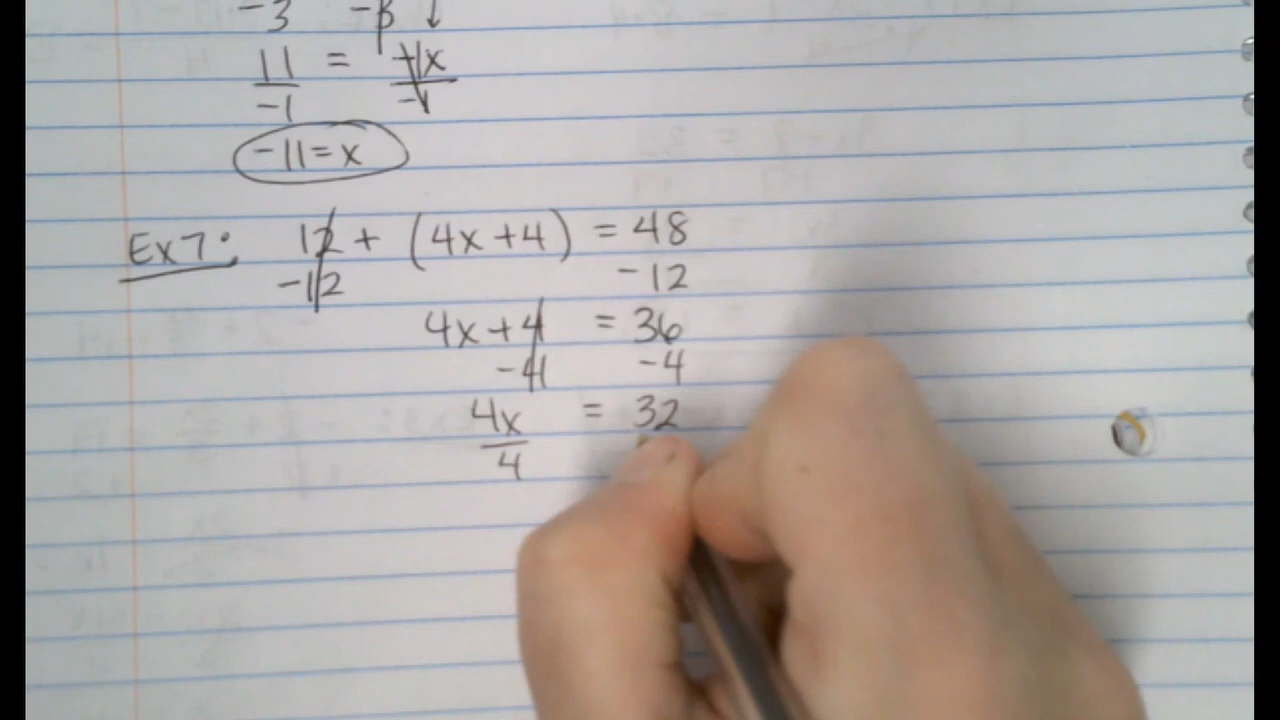 -3 -3 ↓
11 = -1x
-1 -1
-11=x
Ex7: 12 + (4x+4) = 48
-12 -12
4x+4 = 36
-4 -4
4x = 32
4